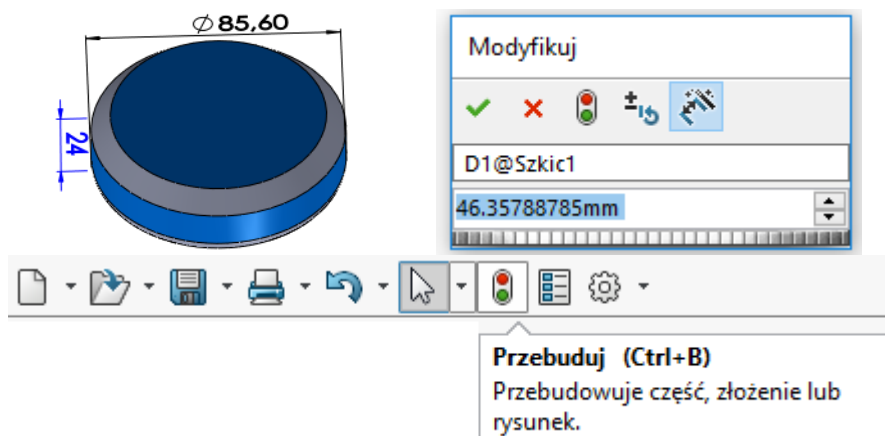 ⌀85,60
24
Modyfikuj
D1@Szkic1
46.35788785mm
Przebuduj (Ctrl+B)
Przebudowuje część, złożenie lub
rysunek.